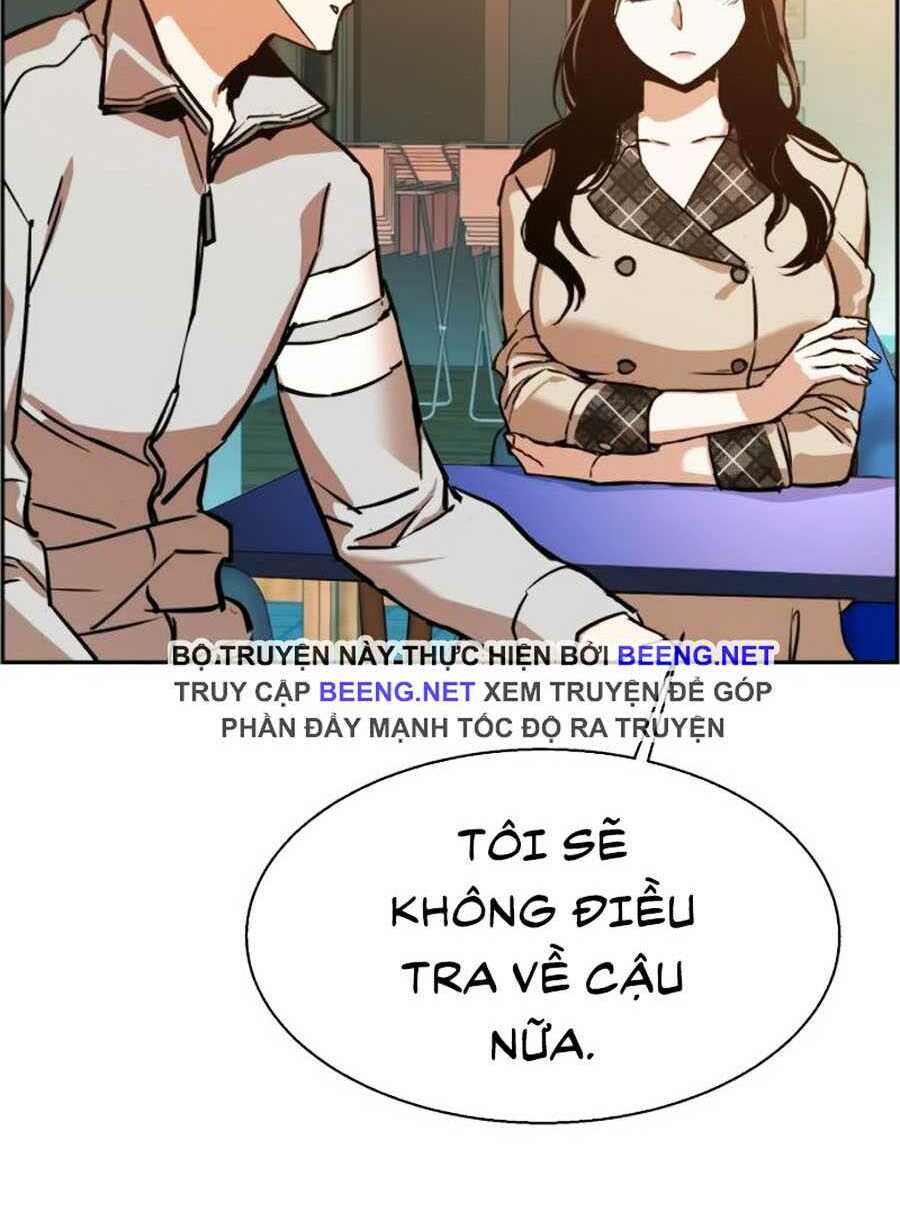 BỘ TRUYỆN NÀY THỰC HIỆN BỞI BEENG.NET
TRUY CẬP BEENG.NET XEM TRUYỆN ĐỂ GÓP
PHẦN ĐẨY MẠNH TỐC ĐỘ RA TRUYỆN
TÔI SẼ
KHÔNG ĐIỀU
TRA VỀ CẬU
NỮA.